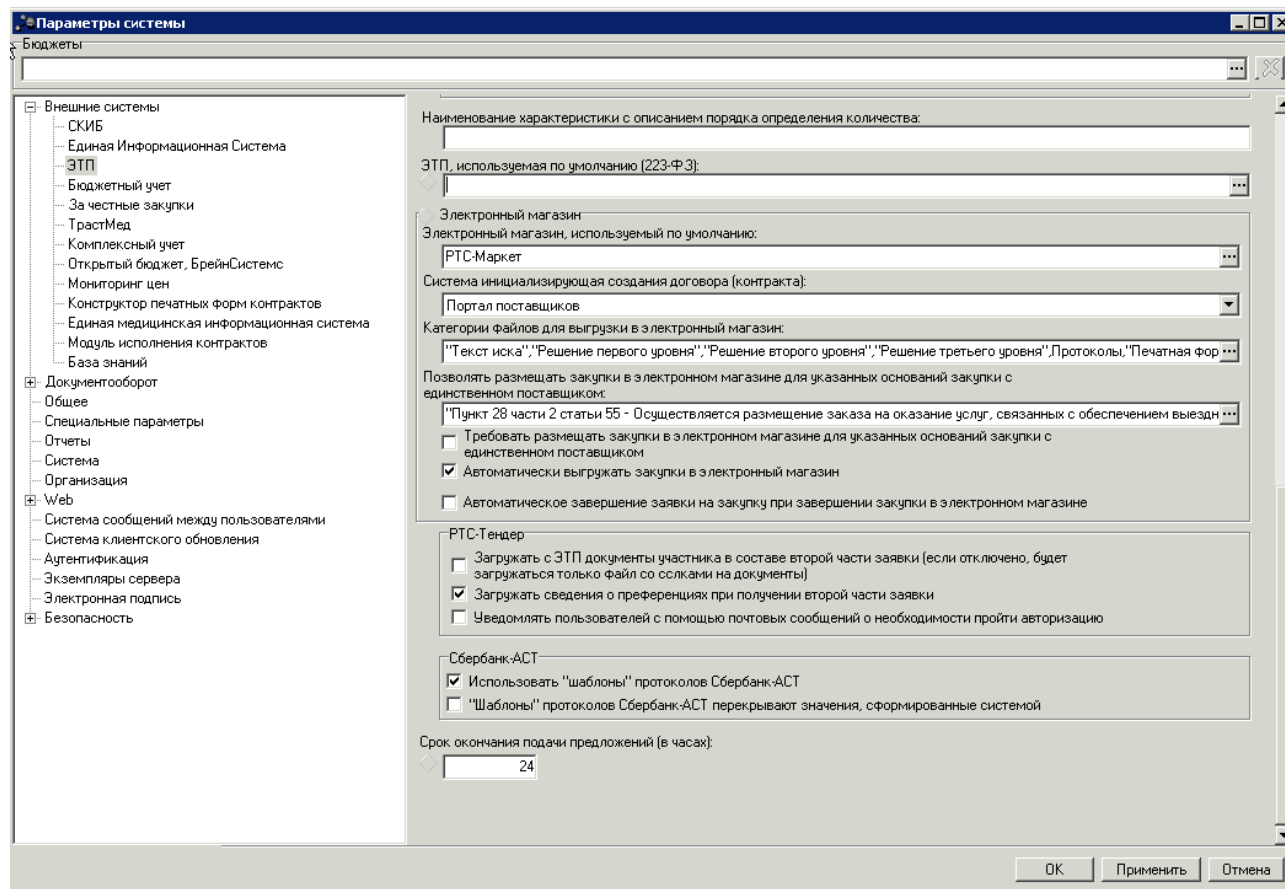 Параметры системы
Бюджеты
Внешние системы
СКИБ
Единая Информационная Система
ЭТП
Бюджетный учет
За честные закупки
ТрастМед
Комплексный учет
Открытый бюджет, БрейнСистемс
Мониторинг цен
Конструктор печатных форм контрактов
Единая медицинская информационная система
Модуль исполнения контрактов
База знаний
Документооборот
Общее
Специальные параметры
Отчеты
Система
Организация
Web
Система сообщений между пользователями
Система клиентского обновления
Аутентификация
Экземпляры сервера
Электронная подпись
Безопасность
Наименование характеристики с описанием порядка определения количества:
ЭТП, используемая по умолчанию (223-ФЗ):
Электронный магазин
Электронный магазин, используемый по умолчанию:
РТС-Маркет
Система инициализирующая создания договора (контракта):
Портал поставщиков
Категории файлов для выгрузки в электронный магазин:
"Текст иска","Решение первого уровня","Решение второго уровня","Решение третьего уровня",Протоколы,"Печатная фор
Позволять размещать закупки в электронном магазине для указанных оснований закупки с
единственном поставщиком:
"Пункт 28 части 2 статьи 55 - Осуществляется размещение заказа на оказание услуг, связанных с обеспечением выездн
Требовать размещать закупки в электронном магазине для указанных оснований закупки с
единственном поставщиком
Автоматически выгружать закупки в электронный магазин
Автоматическое завершение заявки на закупку при завершении закупки в электронном магазине
РТС-Тендер
Загружать с ЭТП документы участника в составе второй части заявки (если отключено, будет
загружаться только файл со сслками на документы)
Загружать сведения о преференциях при получении второй части заявки
Уведомлять пользователей с помощью почтовых сообщений о необходимости пройти авторизацию
Сбербанк-АСТ
Использовать "шаблоны" протоколов Сбербанк-АСТ
"Шаблоны" протоколов Сбербанк-АСТ перекрывают значения, сформированные системой
Срок окончания подачи предложений (в часах):
24
OK
Применить
Отмена